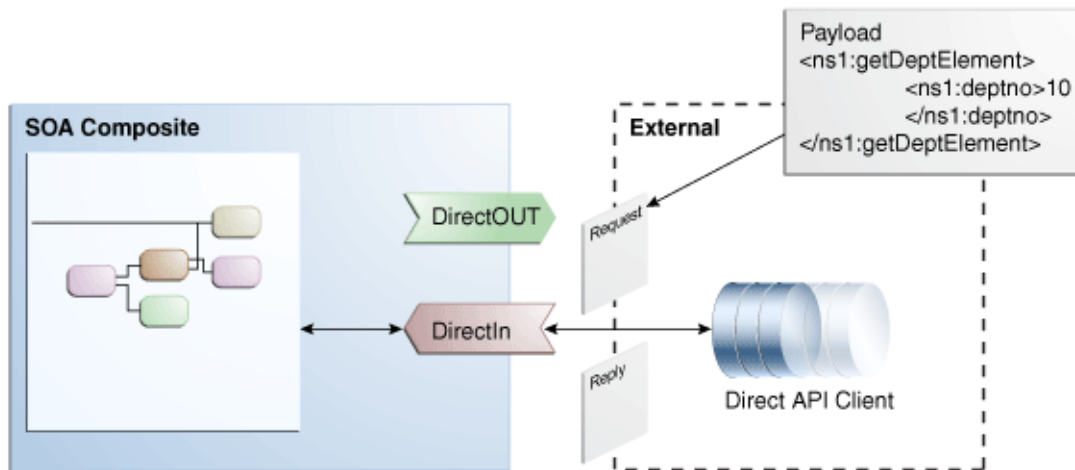 Payload
<ns1:getDeptElement>
<ns1:deptno>10
</ns1:deptno>
</ns1:getDeptElement>
SOA Composite
External
DirectOUT
Request
DirectIn
Reply
Direct API Client